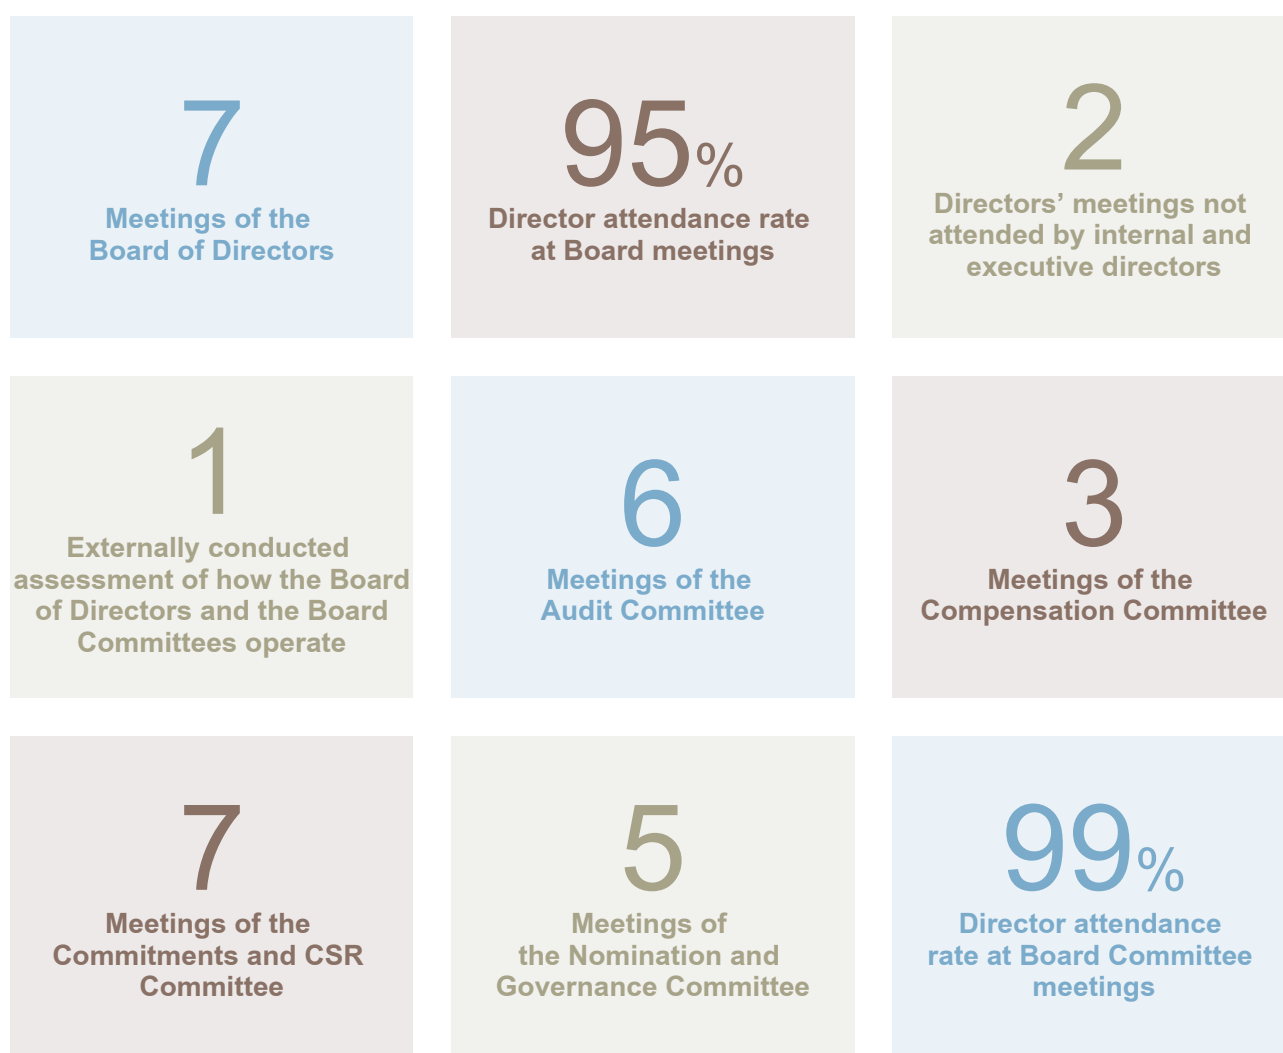 7
Meetings of the
Board of Directors
95%
Director attendance rate
at Board meetings
2
Directors’ meetings not
attended by internal and
executive directors
1
Externally conducted
assessment of how the Board
of Directors and the Board
Committees operate
6
Meetings of the
Audit Committee
3
Meetings of the
Compensation Committee
7
Meetings of the
Commitments and CSR
Committee
5
Meetings of
the Nomination and
Governance Committee
99%
Director attendance
rate at Board Committee
meetings